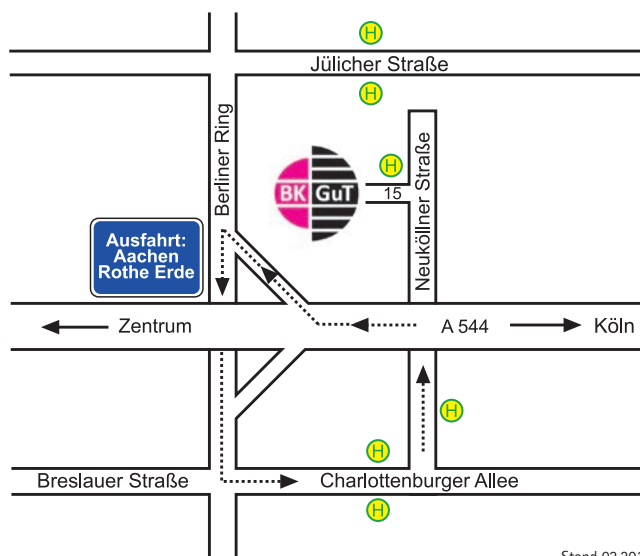 H
Jülicher Straße
H
Berliner Ring
Neuköllner Straße
H
BK GuT
15
Ausfahrt:
Aachen
Rothe Erde
Zentrum
A 544
Köln
H
H
Breslauer Straße
Charlottenburger Allee
H